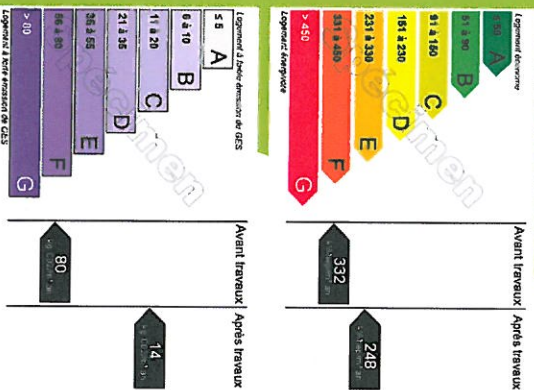 Logement économe
≤ 50 A
51 à 90 B
91 à 150 C
151 à 230 D
231 à 330 E
331 à 450 F
> 450 G
Logement énergivore
Spécimen
Avant travaux
332
Après travaux
248
Logement à faible émission de GES
≤ 5 A
6 à 10 B
11 à 20 C
21 à 35 D
36 à 55 E
56 à 80 F
> 80 G
Logement à forte émission de GES
Spécimen
Avant travaux
80
Après travaux
14